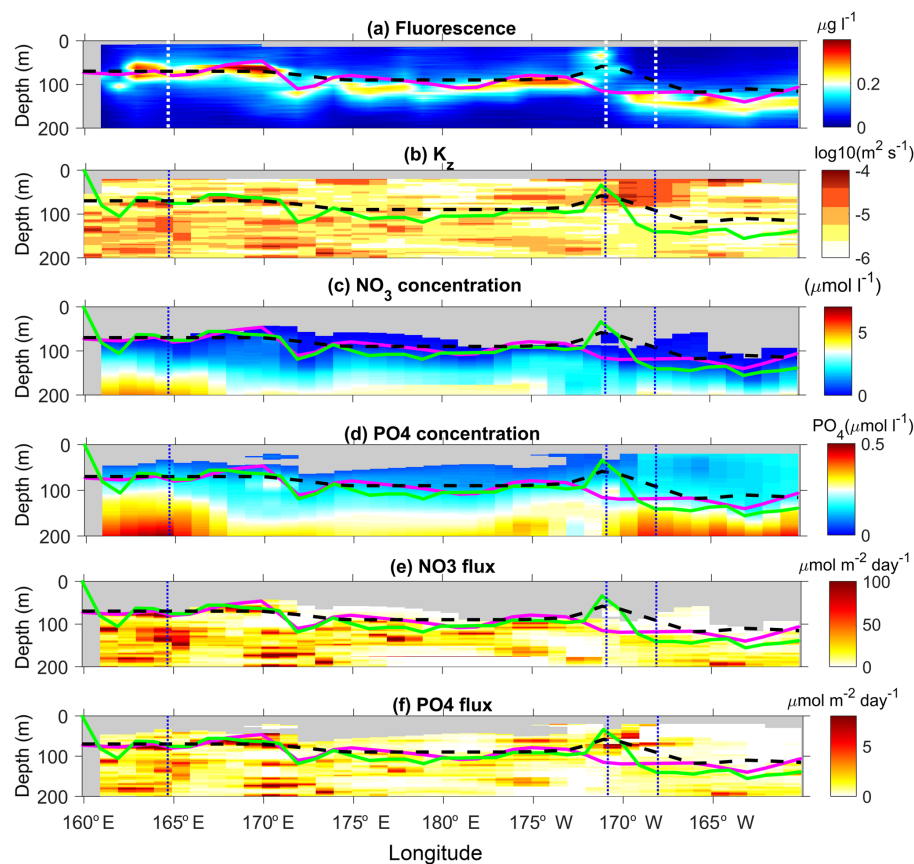 (a) Fluorescence
μg l⁻¹
Depth (m)
0
100
200
0.2
0
(b) K_z
log10(m² s⁻¹)
Depth (m)
0
100
200
-4
-5
-6
(c) NO₃ concentration
(μmol l⁻¹)
Depth (m)
0
100
200
5
0
(d) PO4 concentration
PO₄(μmol l⁻¹)
Depth (m)
0
100
200
0.5
0
(e) NO3 flux
μmol m⁻² day⁻¹
Depth (m)
0
100
200
100
50
0
(f) PO4 flux
μmol m⁻² day⁻¹
Depth (m)
0
100
200
5
0
160° E 165° E 170° E 175° E 180° E 175° W 170° W 165° W
Longitude